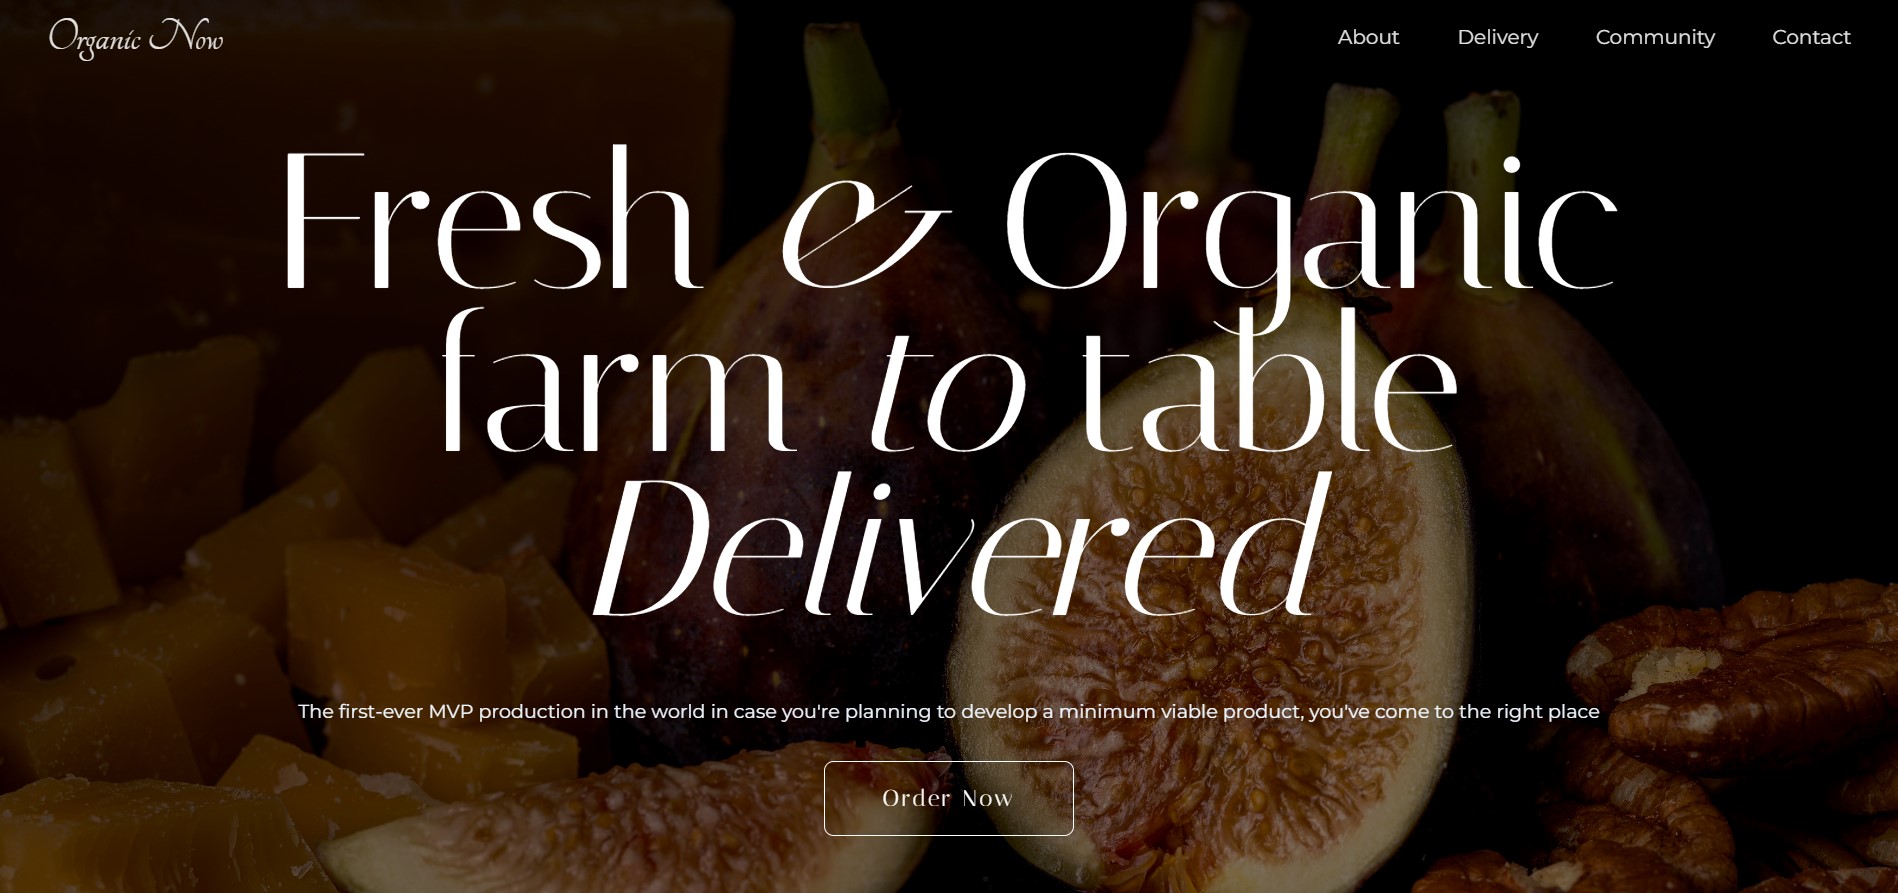 Organic Now
About Delivery Community Contact
Fresh & Organic
farm to table
Delivered
The first-ever MVP production in the world in case you're planning to develop a minimum viable product, you've come to the right place
Order Now